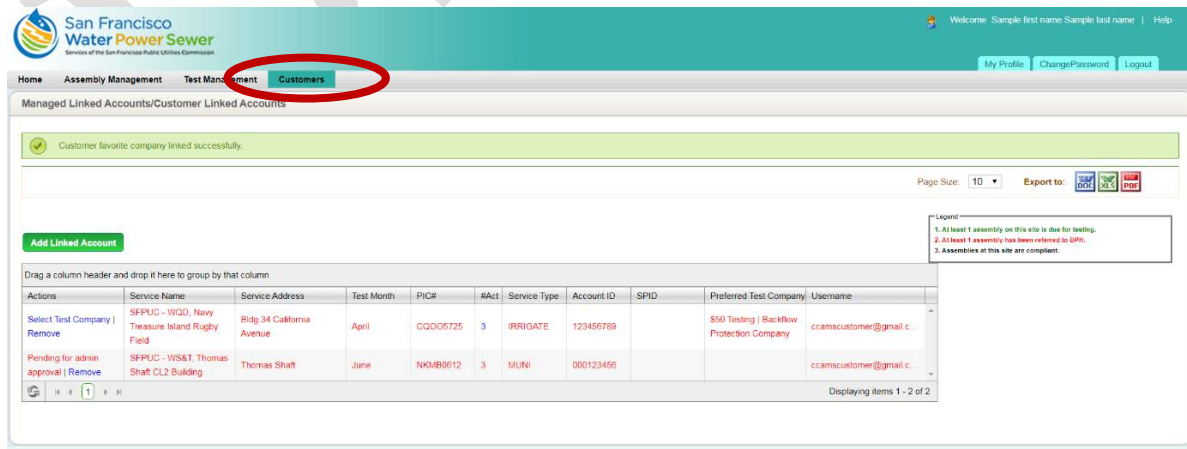 San Francisco
Water Power Sewer
Services of the San Francisco Public Utilities Commission
Welcome Sample first name Sample last name | Help
My Profile ChangePassword Logout
Home Assembly Management Test Management Customers
Managed Linked Accounts/Customer Linked Accounts
Customer favorite company linked successfully.
Page Size: 10 Export to: DOC XLS PDF
Legend
1. At least 1 assembly on this site is due for testing.
2. At least 1 assembly has been referred to DPH.
3. Assemblies at this site are compliant.
Add Linked Account
Drag a column header and drop it here to group by that column
Actions Service Name Service Address Test Month PIC# #Act Service Type Account ID SPID Preferred Test Company Username
Select Test Company | Remove SFPUC - WQD, Navy Treasure Island Rugby Field Bldg 34 California Avenue April CQOO5725 3 IRRIGATE 123456789 $50 Testing | Backflow Protection Company ccamscustomer@gmail.c...
Pending for admin approval | Remove SFPUC - WS&T, Thomas Shaft CL2 Building Thomas Shaft June NKMB0612 3 MUNI 000123456 ccamscustomer@gmail.c...
1 Displaying items 1 - 2 of 2